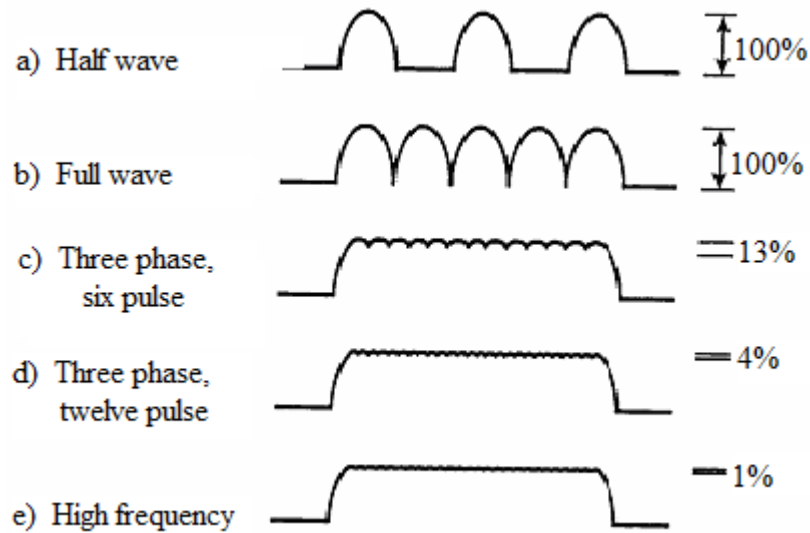 a) Half wave
100%
b) Full wave
100%
c) Three phase,
six pulse
13%
d) Three phase,
twelve pulse
4%
e) High frequency
1%